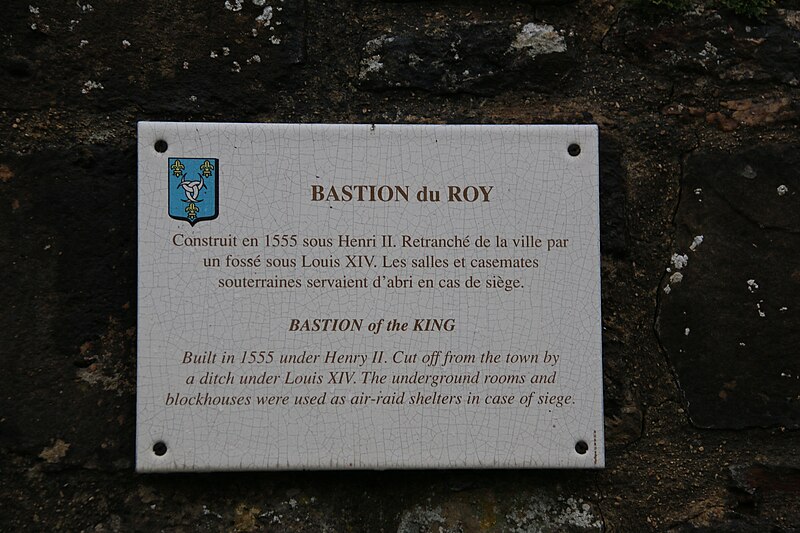 BASTION du ROY
Construit en 1555 sous Henri II. Retranché de la ville par
un fossé sous Louis XIV. Les salles et casemates
souterraines servaient d'abri en cas de siège.
BASTION of the KING
Built in 1555 under Henry II. Cut off from the town by
a ditch under Louis XIV. The underground rooms and
blockhouses were used as air-raid shelters in case of siege.